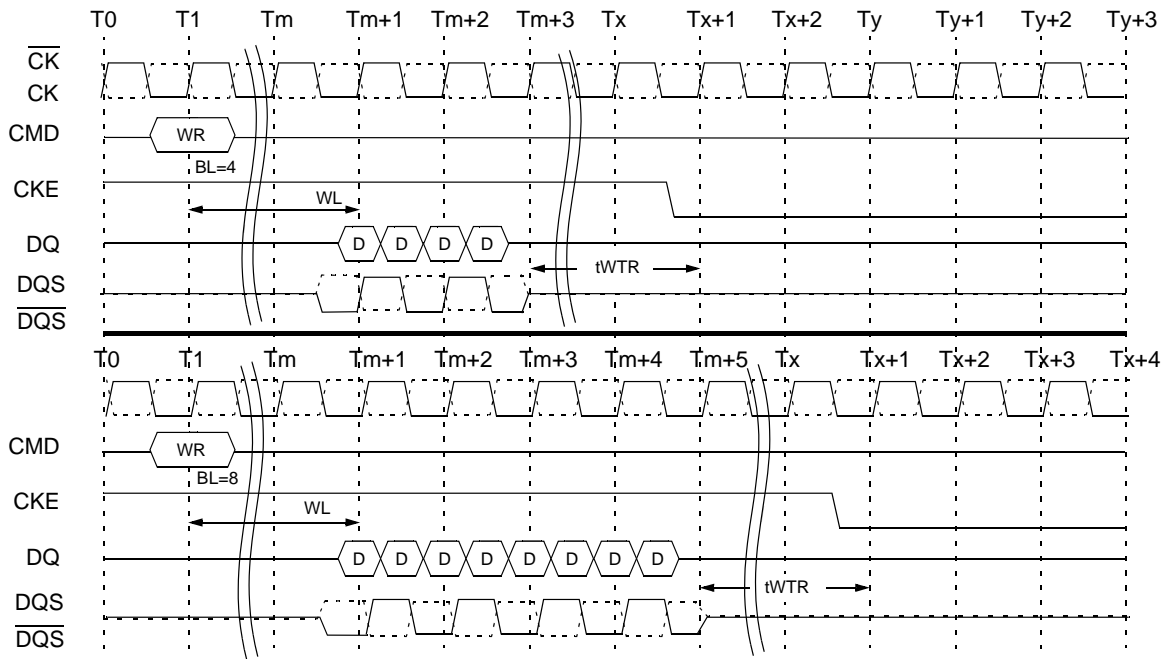 T0 T1 Tm Tm+1 Tm+2 Tm+3 Tx Tx+1 Tx+2 Ty Ty+1 Ty+2 Ty+3
CK
CK
CMD WR
BL=4
CKE
WL
DQ D D D D
tWTR
DQS
DQS
T0 T1 Tm Tm+1 Tm+2 Tm+3 Tm+4 Tm+5 Tx Tx+1 Tx+2 Tx+3 Tx+4
CMD WR
BL=8
CKE
WL
DQ D D D D D D D D
tWTR
DQS
DQS